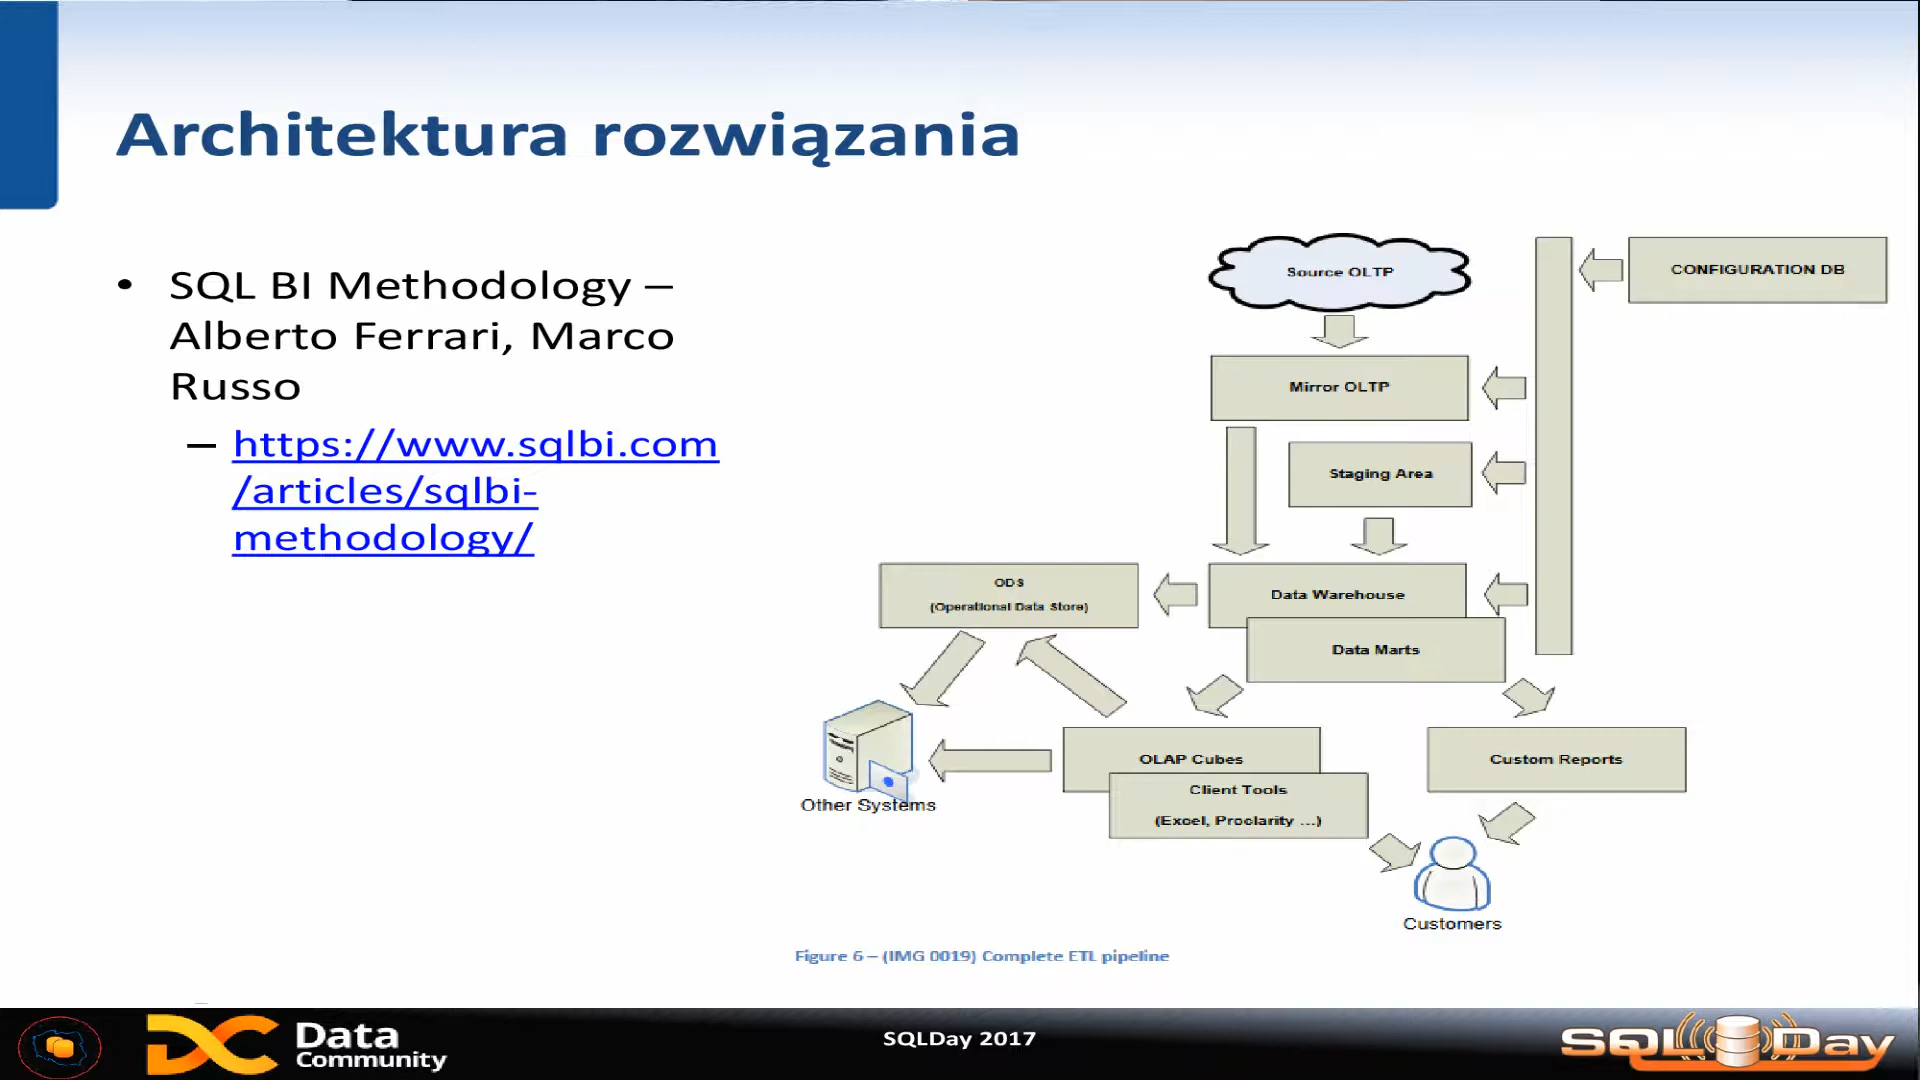 Architektura rozwiązania
• SQL BI Methodology –
Alberto Ferrari, Marco
Russo
– https://www.sqlbi.com
/articles/sqlbi-
methodology/
Source OLTP
CONFIGURATION DB
Mirror OLTP
Staging Area
ODS
(Operational Data Store)
Data Warehouse
Data Marts
OLAP Cubes
Client Tools
(Excel, Proclarity ...)
Custom Reports
Other Systems
Customers
Figure 6 – (IMG 0019) Complete ETL pipeline
DC Data
Community
SQLDay 2017
SQL Day